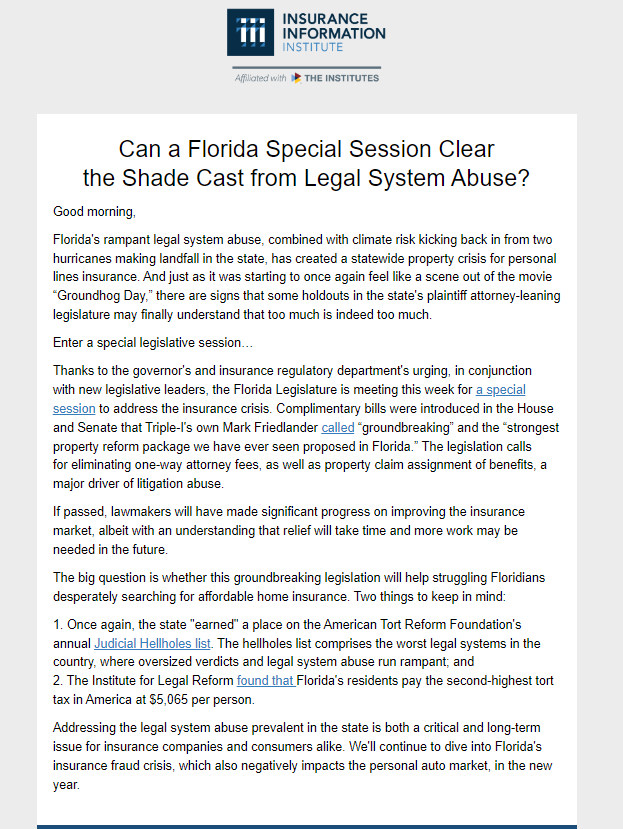 INSURANCE
INFORMATION
INSTITUTE
Affiliated with THE INSTITUTES
Can a Florida Special Session Clear
the Shade Cast from Legal System Abuse?
Good morning,
Florida's rampant legal system abuse, combined with climate risk kicking back in from two
hurricanes making landfall in the state, has created a statewide property crisis for personal
lines insurance. And just as it was starting to once again feel like a scene out of the movie
“Groundhog Day,” there are signs that some holdouts in the state's plaintiff attorney-leaning
legislature may finally understand that too much is indeed too much.
Enter a special legislative session…
Thanks to the governor's and insurance regulatory department's urging, in conjunction
with new legislative leaders, the Florida Legislature is meeting this week for a special
session to address the insurance crisis. Complimentary bills were introduced in the House
and Senate that Triple-I's own Mark Friedlander called “groundbreaking” and the “strongest
property reform package we have ever seen proposed in Florida.” The legislation calls
for eliminating one-way attorney fees, as well as property claim assignment of benefits, a
major driver of litigation abuse.
If passed, lawmakers will have made significant progress on improving the insurance
market, albeit with an understanding that relief will take time and more work may be
needed in the future.
The big question is whether this groundbreaking legislation will help struggling Floridians
desperately searching for affordable home insurance. Two things to keep in mind:
1. Once again, the state "earned" a place on the American Tort Reform Foundation's
annual Judicial Hellholes list. The hellholes list comprises the worst legal systems in the
country, where oversized verdicts and legal system abuse run rampant; and
2. The Institute for Legal Reform found that Florida's residents pay the second-highest tort
tax in America at $5,065 per person.
Addressing the legal system abuse prevalent in the state is both a critical and long-term
issue for insurance companies and consumers alike. We'll continue to dive into Florida's
insurance fraud crisis, which also negatively impacts the personal auto market, in the new
year.